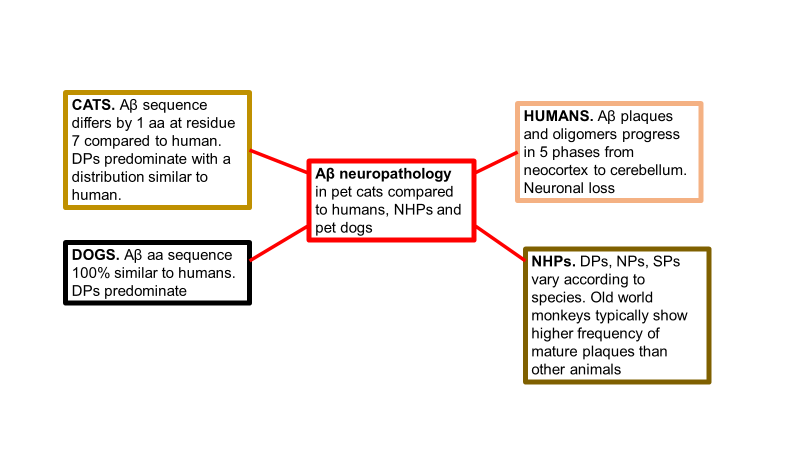 CATS. Aβ sequence
differs by 1 aa at residue
7 compared to human.
DPs predominate with a
distribution similar to
human.
HUMANS. Aβ plaques
and oligomers progress
in 5 phases from
neocortex to cerebellum.
Neuronal loss
Aβ neuropathology
in pet cats compared
to humans, NHPs and
pet dogs
DOGS. Aβ aa sequence
100% similar to humans.
DPs predominate
NHPs. DPs, NPs, SPs
vary according to
species. Old world
monkeys typically show
higher frequency of
mature plaques than
other animals